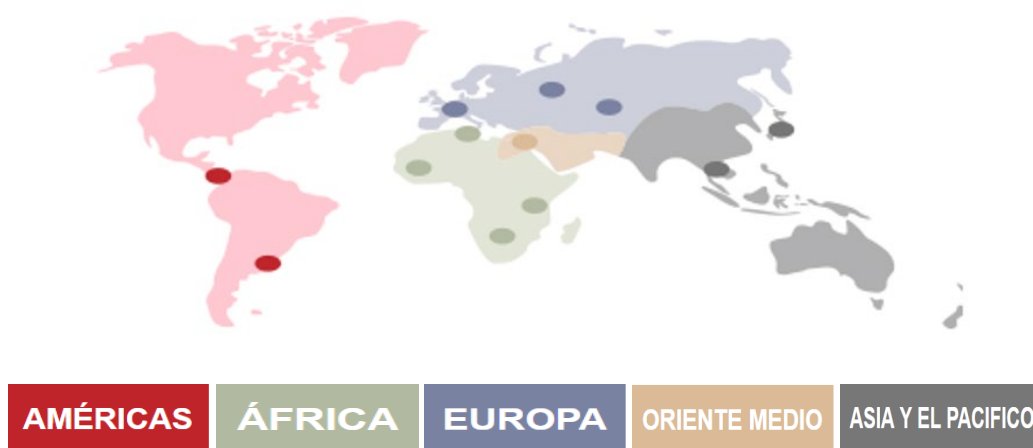 AMÉRICAS
ÁFRICA
EUROPA
ORIENTE MEDIO
ASIA Y EL PACIFICO